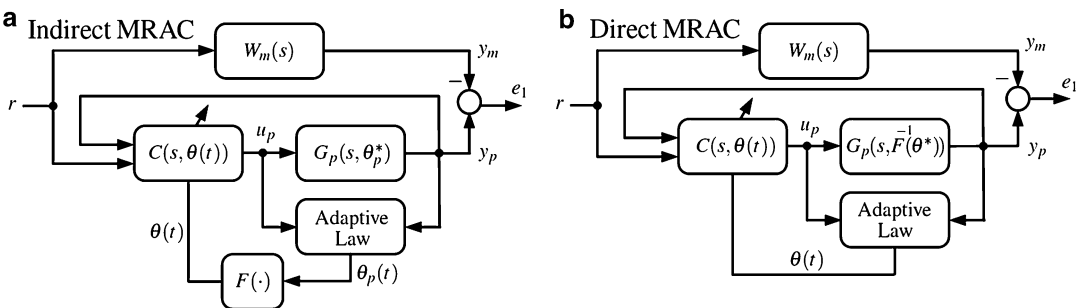 a Indirect MRAC
W_m(s)
y_m
−
e_1
r
C(s, θ(t))
u_p
G_p(s, θ_p^*)
y_p
θ(t)
Adaptive
Law
θ_p(t)
F(·)
b Direct MRAC
W_m(s)
y_m
−
e_1
r
C(s, θ(t))
u_p
G_p(s, F^{-1}(θ*))
y_p
Adaptive
Law
θ(t)